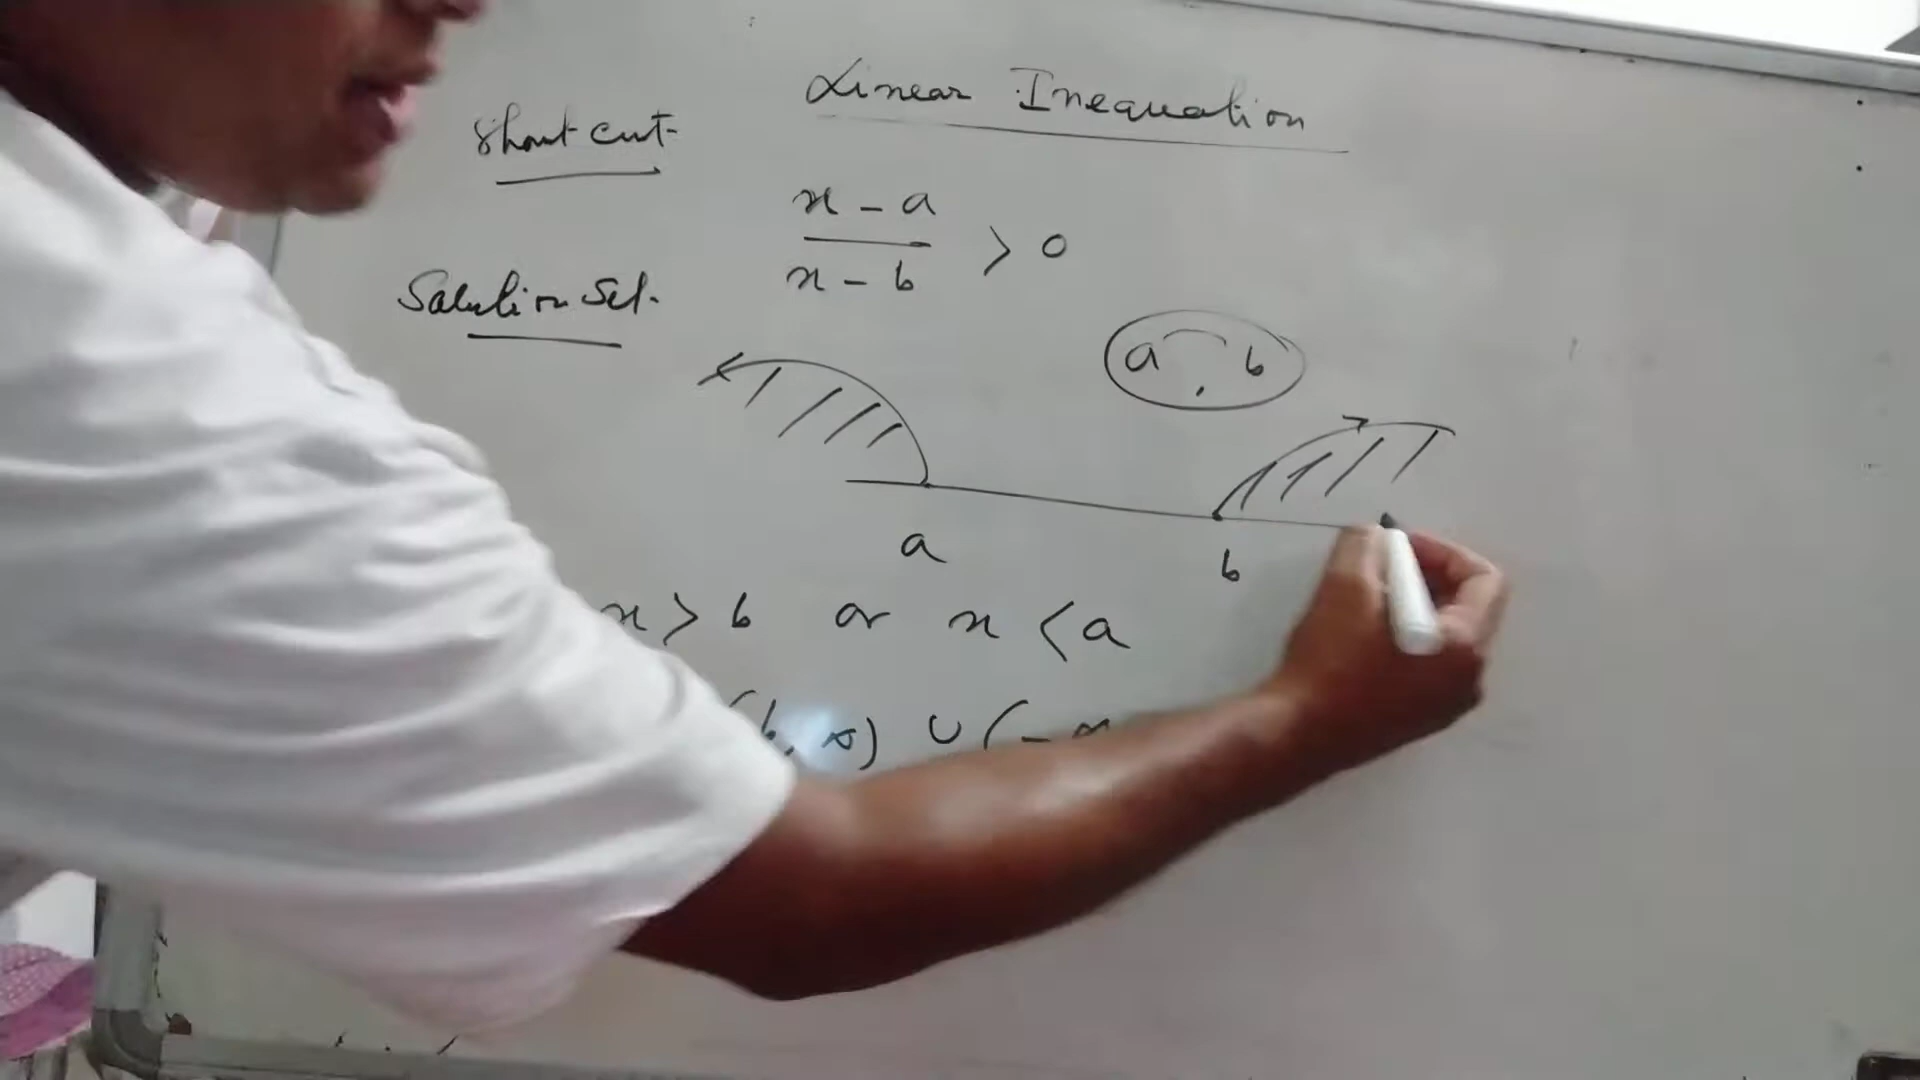 Linear Inequation
Short cut
x - a
x - b
> 0
Solution Set.
a, b
a
b
x > b or x < a
(b, ∞) ∪ (- ∞